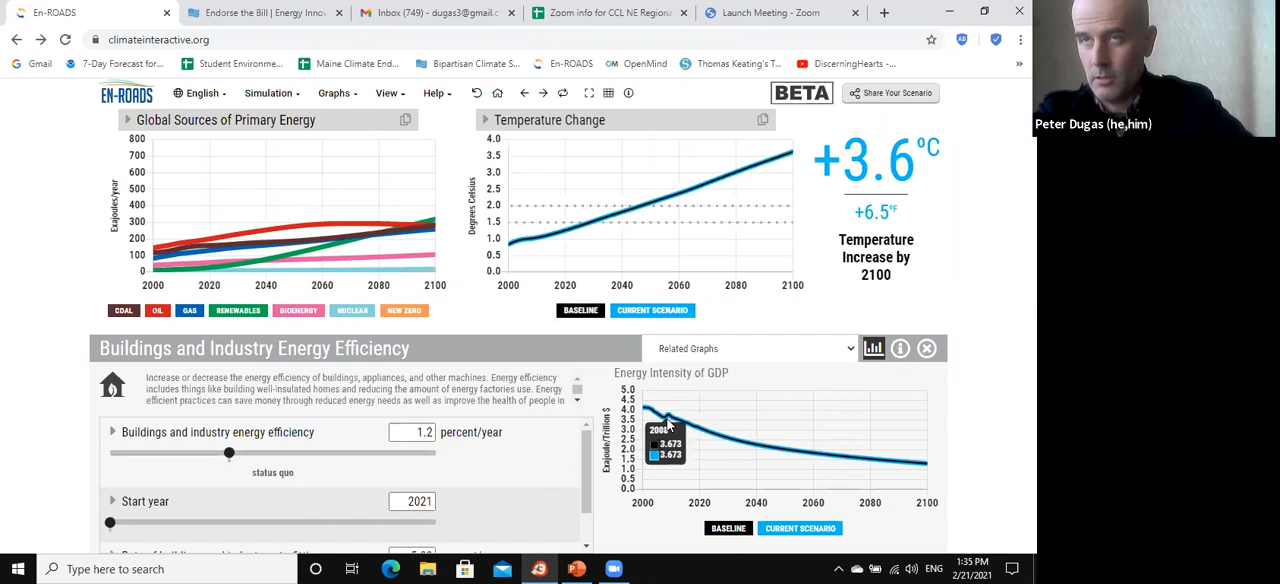 En-ROADS
Endorse the Bill | Energy Innov
Inbox (749) - dugas3@gmail.c
Zoom info for CCL NE Regiona
Launch Meeting - Zoom
climateinteractive.org
Gmail
7-Day Forecast for...
Student Environme...
Maine Climate End...
Bipartisan Climate S...
En-ROADS
OpenMind
Thomas Keating's T...
DiscerningHearts -...
Peter Dugas (he,him)
EN-ROADS
English
Simulation
Graphs
View
Help
BETA
Share Your Scenario
Global Sources of Primary Energy
800
700
600
500
400
300
200
100
0
Exajoules/year
2000 2020 2040 2060 2080 2100
COAL OIL GAS RENEWABLES BIOENERGY NUCLEAR NEW ZERO
Temperature Change
4.0
3.5
3.0
2.5
2.0
1.5
1.0
0.5
0.0
Degrees Celsius
2000 2020 2040 2060 2080 2100
BASELINE CURRENT SCENARIO
+3.6 °C
+6.5°F
Temperature
Increase by
2100
Buildings and Industry Energy Efficiency
Related Graphs
Increase or decrease the energy efficiency of buildings, appliances, and other machines. Energy efficiency
includes things like building well-insulated homes and reducing the amount of energy factories use. Energy
efficient practices can save money through reduced energy needs as well as improve the health of people in
Buildings and industry energy efficiency 1.2 percent/year
status quo
Start year 2021
Energy Intensity of GDP
5.0
4.5
4.0
3.5
3.0
2.5
2.0
1.5
1.0
0.5
0.0
Exajoule/Trillion $
3.673
3.673
2000 2020 2040 2060 2080 2100
BASELINE CURRENT SCENARIO
Type here to search
ENG
1:35 PM
2/21/2021